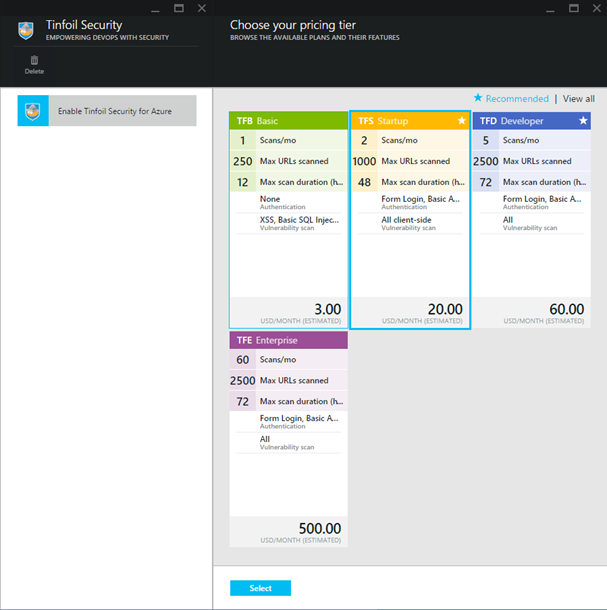 Tinfoil Security
EMPOWERING DEVOPS WITH SECURITY
Delete
Enable Tinfoil Security for Azure
Choose your pricing tier
BROWSE THE AVAILABLE PLANS AND THEIR FEATURES
★ Recommended | View all
TFB Basic
1 Scans/mo
250 Max URLs scanned
12 Max scan duration (h...
None
Authentication
XSS, Basic SQL Injec...
Vulnerability scan
3.00
USD/MONTH (ESTIMATED)
TFS Startup ★
2 Scans/mo
1000 Max URLs scanned
48 Max scan duration (h...
Form Login, Basic A...
Authentication
All client-side
Vulnerability scan
20.00
USD/MONTH (ESTIMATED)
TFD Developer ★
5 Scans/mo
2500 Max URLs scanned
72 Max scan duration (h...
Form Login, Basic A...
Authentication
All
Vulnerability scan
60.00
USD/MONTH (ESTIMATED)
TFE Enterprise
60 Scans/mo
2500 Max URLs scanned
72 Max scan duration (h...
Form Login, Basic A...
Authentication
All
Vulnerability scan
500.00
USD/MONTH (ESTIMATED)
Select